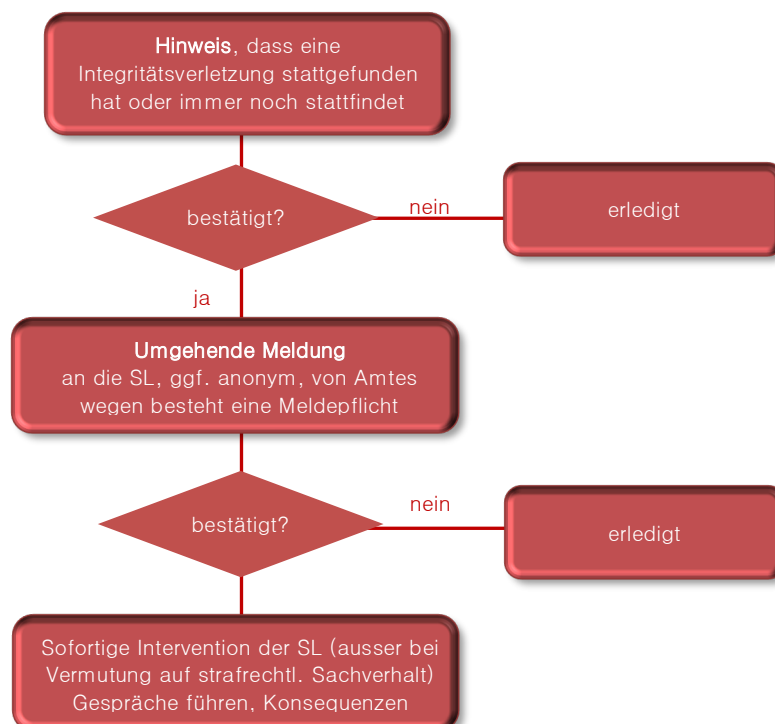 Hinweis, dass eine
Integritätsverletzung stattgefunden
hat oder immer noch stattfindet
bestätigt?
nein
erledigt
ja
Umgehende Meldung
an die SL, ggf. anonym, von Amtes
wegen besteht eine Meldepflicht
nein
bestätigt?
erledigt
Sofortige Intervention der SL (ausser bei
Vermutung auf strafrechtl. Sachverhalt)
Gespräche führen, Konsequenzen